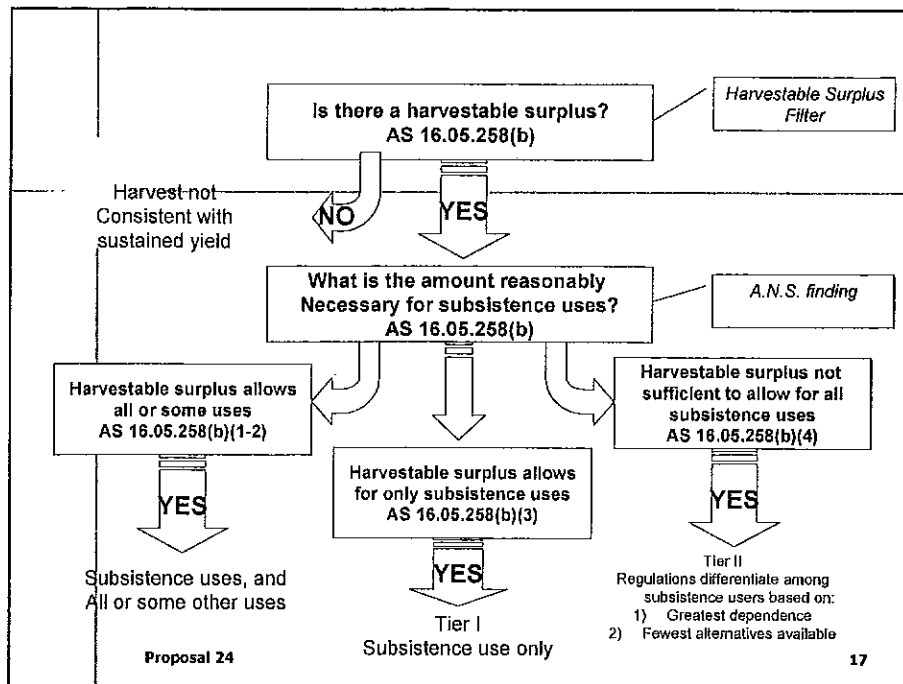 Is there a harvestable surplus?
AS 16.05.258(b)
Harvestable Surplus
Filter
Harvest not
Consistent with
sustained yield
NO
YES
What is the amount reasonably
Necessary for subsistence uses?
AS 16.05.258(b)
A.N.S. finding
Harvestable surplus allows
all or some uses
AS 16.05.258(b)(1-2)
Harvestable surplus allows
for only subsistence uses
AS 16.05.258(b)(3)
Harvestable surplus not
sufficient to allow for all
subsistence uses
AS 16.05.258(b)(4)
YES
Subsistence uses, and
All or some other uses
YES
Tier I
Subsistence use only
YES
Tier II
Regulations differentiate among
subsistence users based on:
1) Greatest dependence
2) Fewest alternatives available
Proposal 24
17